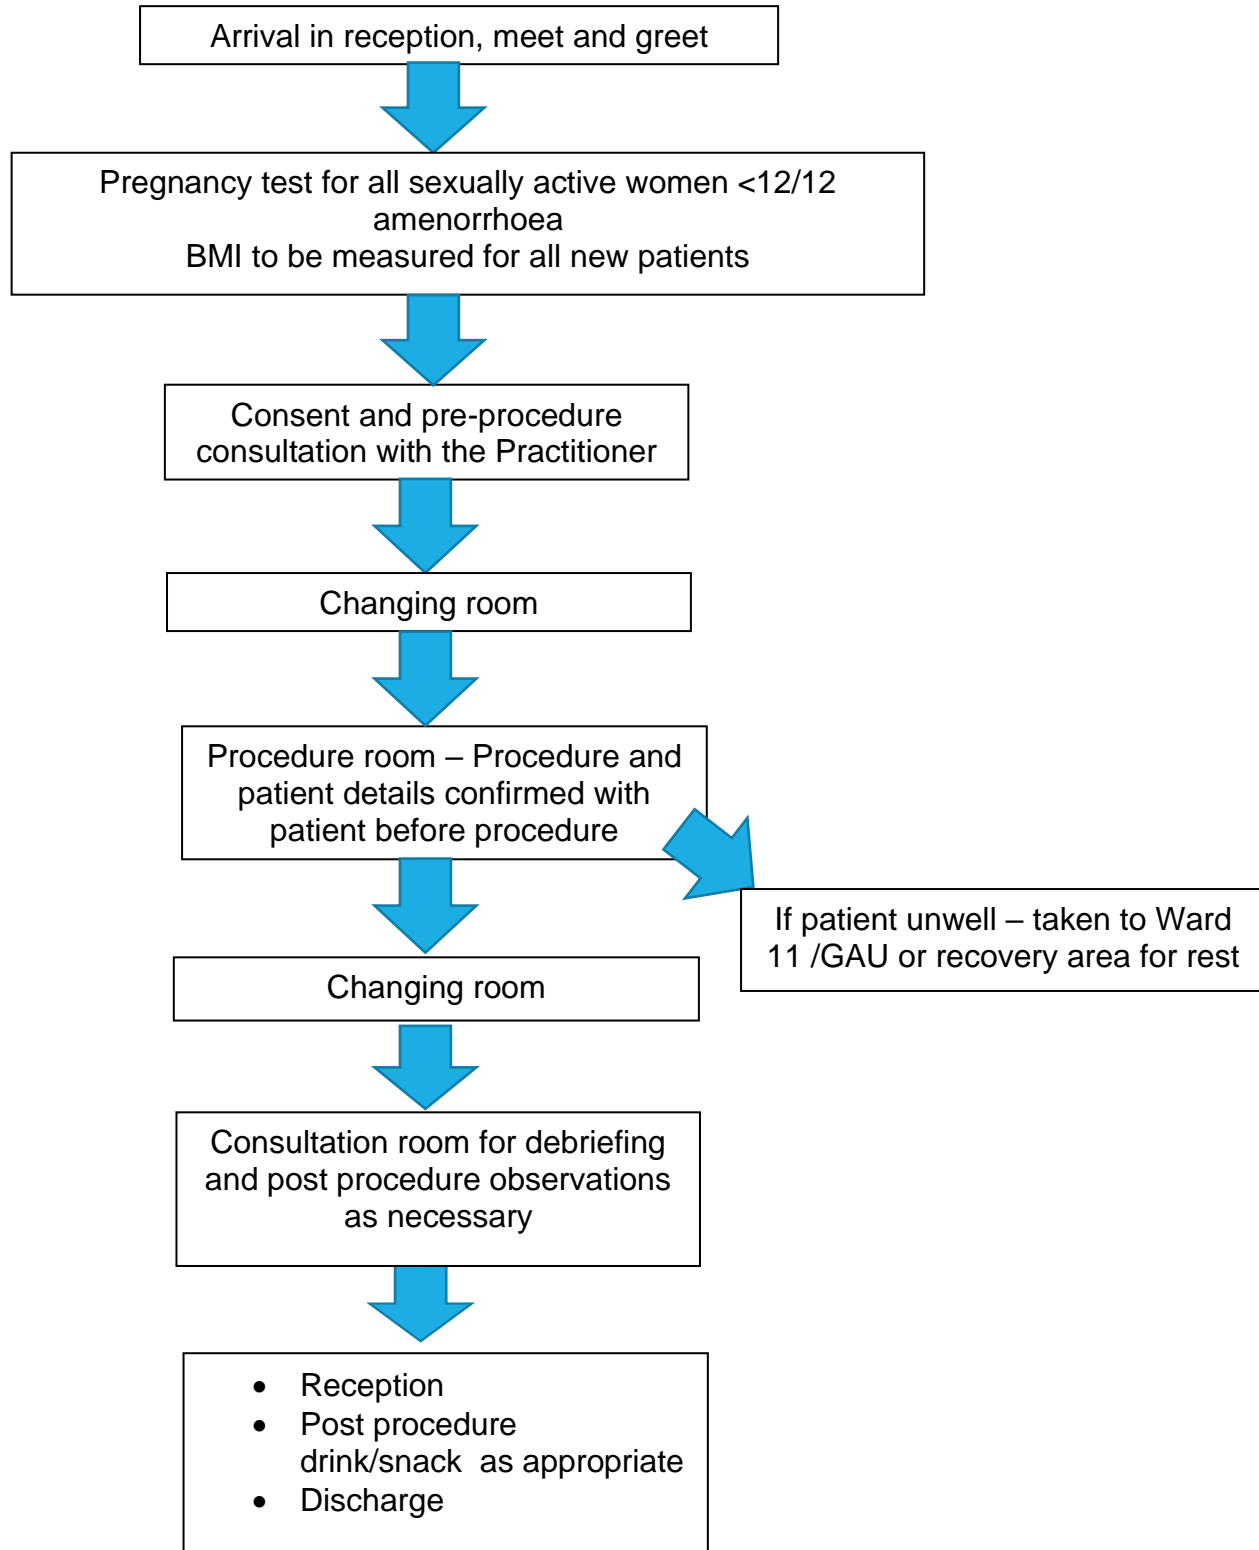 Arrival in reception, meet and greet
Pregnancy test for all sexually active women <12/12
amenorrhoea
BMI to be measured for all new patients
Consent and pre-procedure
consultation with the Practitioner
Changing room
Procedure room – Procedure and
patient details confirmed with
patient before procedure
If patient unwell – taken to Ward
11 /GAU or recovery area for rest
Changing room
Consultation room for debriefing
and post procedure observations
as necessary
• Reception
• Post procedure
drink/snack as appropriate
• Discharge